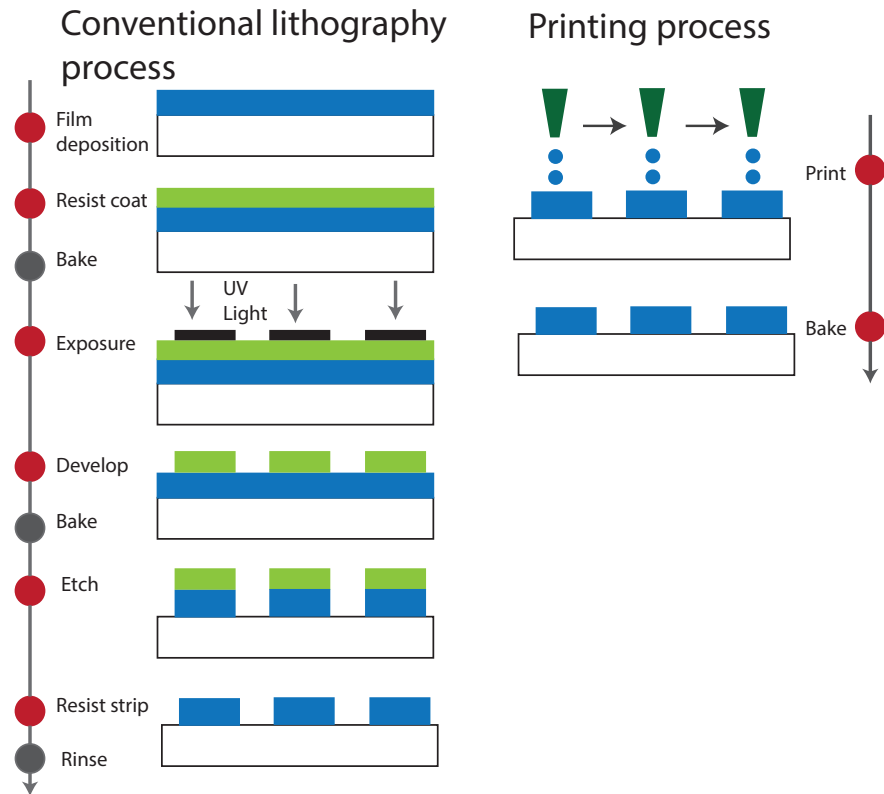 Conventional lithography
process
Film
deposition
Resist coat
Bake
UV
Light
Exposure
Develop
Bake
Etch
Resist strip
Rinse
Printing process
Print
Bake